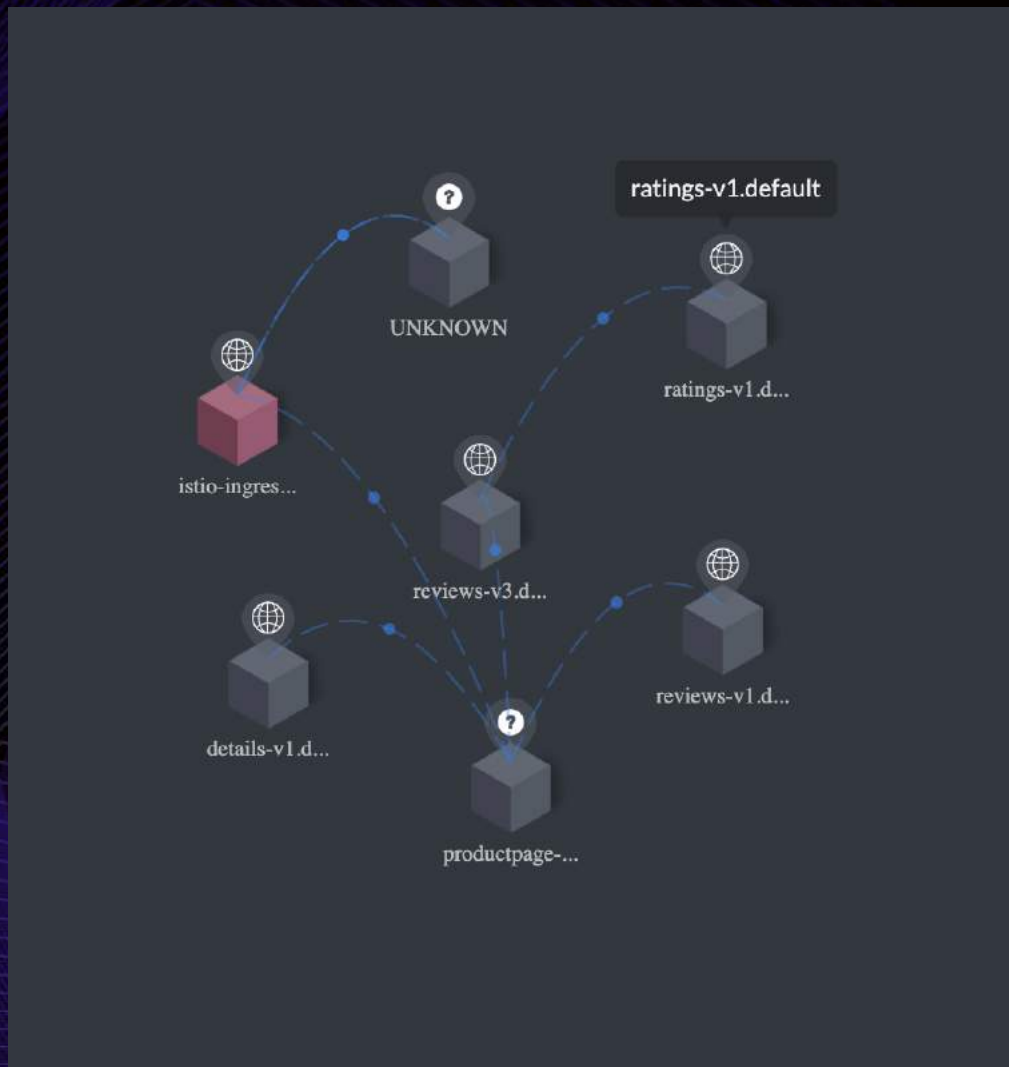 ratings-v1.default
?
UNKNOWN
ratings-v1.d...
istio-ingres...
reviews-v3.d...
reviews-v1.d...
details-v1.d...
?
productpage-...